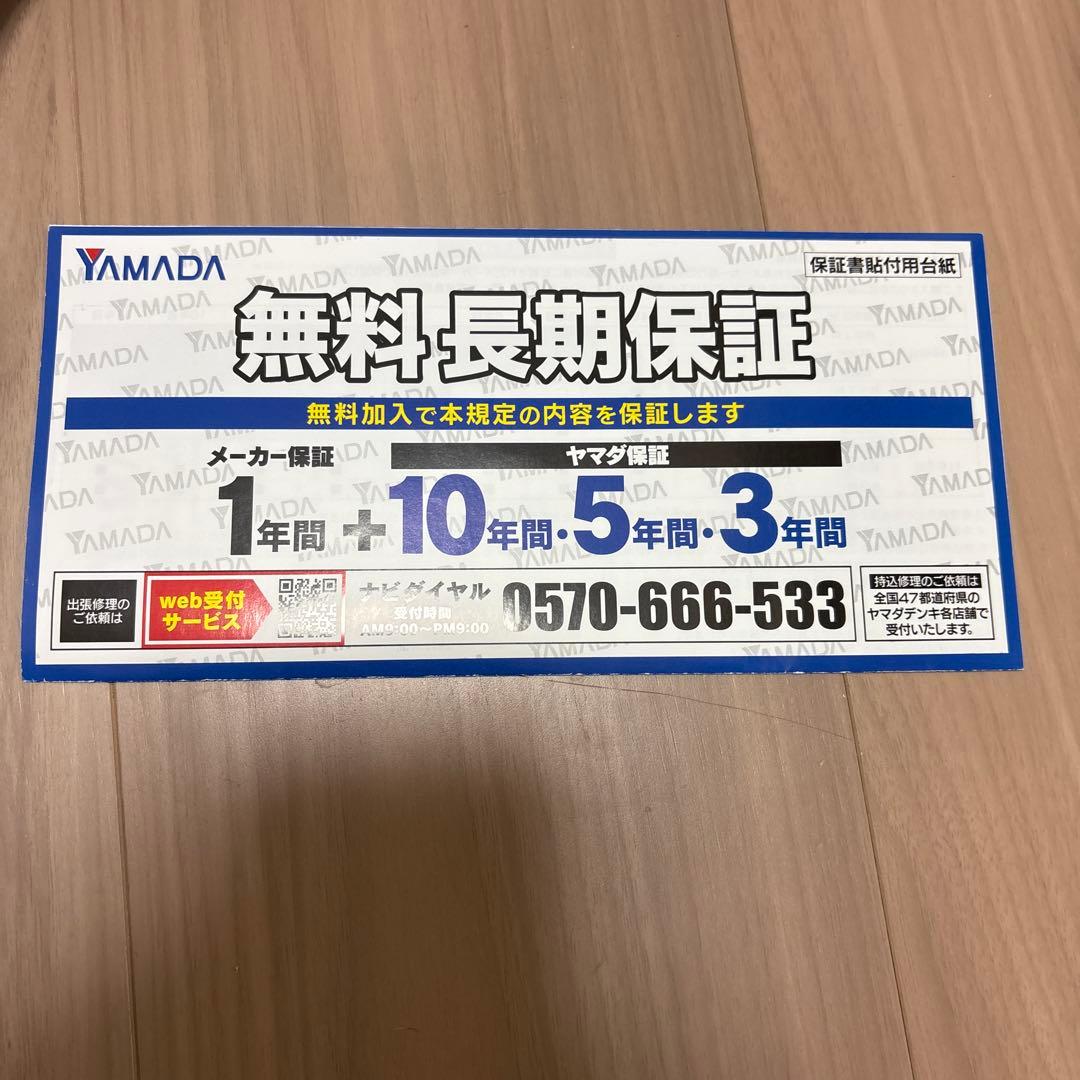 YAMADA
保証書貼付用台紙
無料長期保証
無料加入で本規定の内容を保証します
メーカー保証 ヤマダ保証
1年間+10年間・5年間・3年間
出張修理の
ご依頼は
web受付
サービス
ナビダイヤル
受付時間
AM9:00～PM9:00
0570-666-533
持込修理のご依頼は
全国47都道府県の
ヤマダデンキ各店舗で
受付いたします。